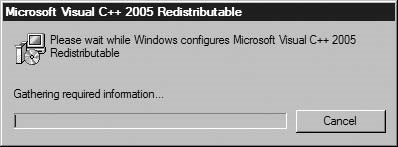 Microsoft Visual C++ 2005 Redistributable
Please wait while Windows configures Microsoft Visual C++ 2005
Redistributable
Gathering required information...
Cancel